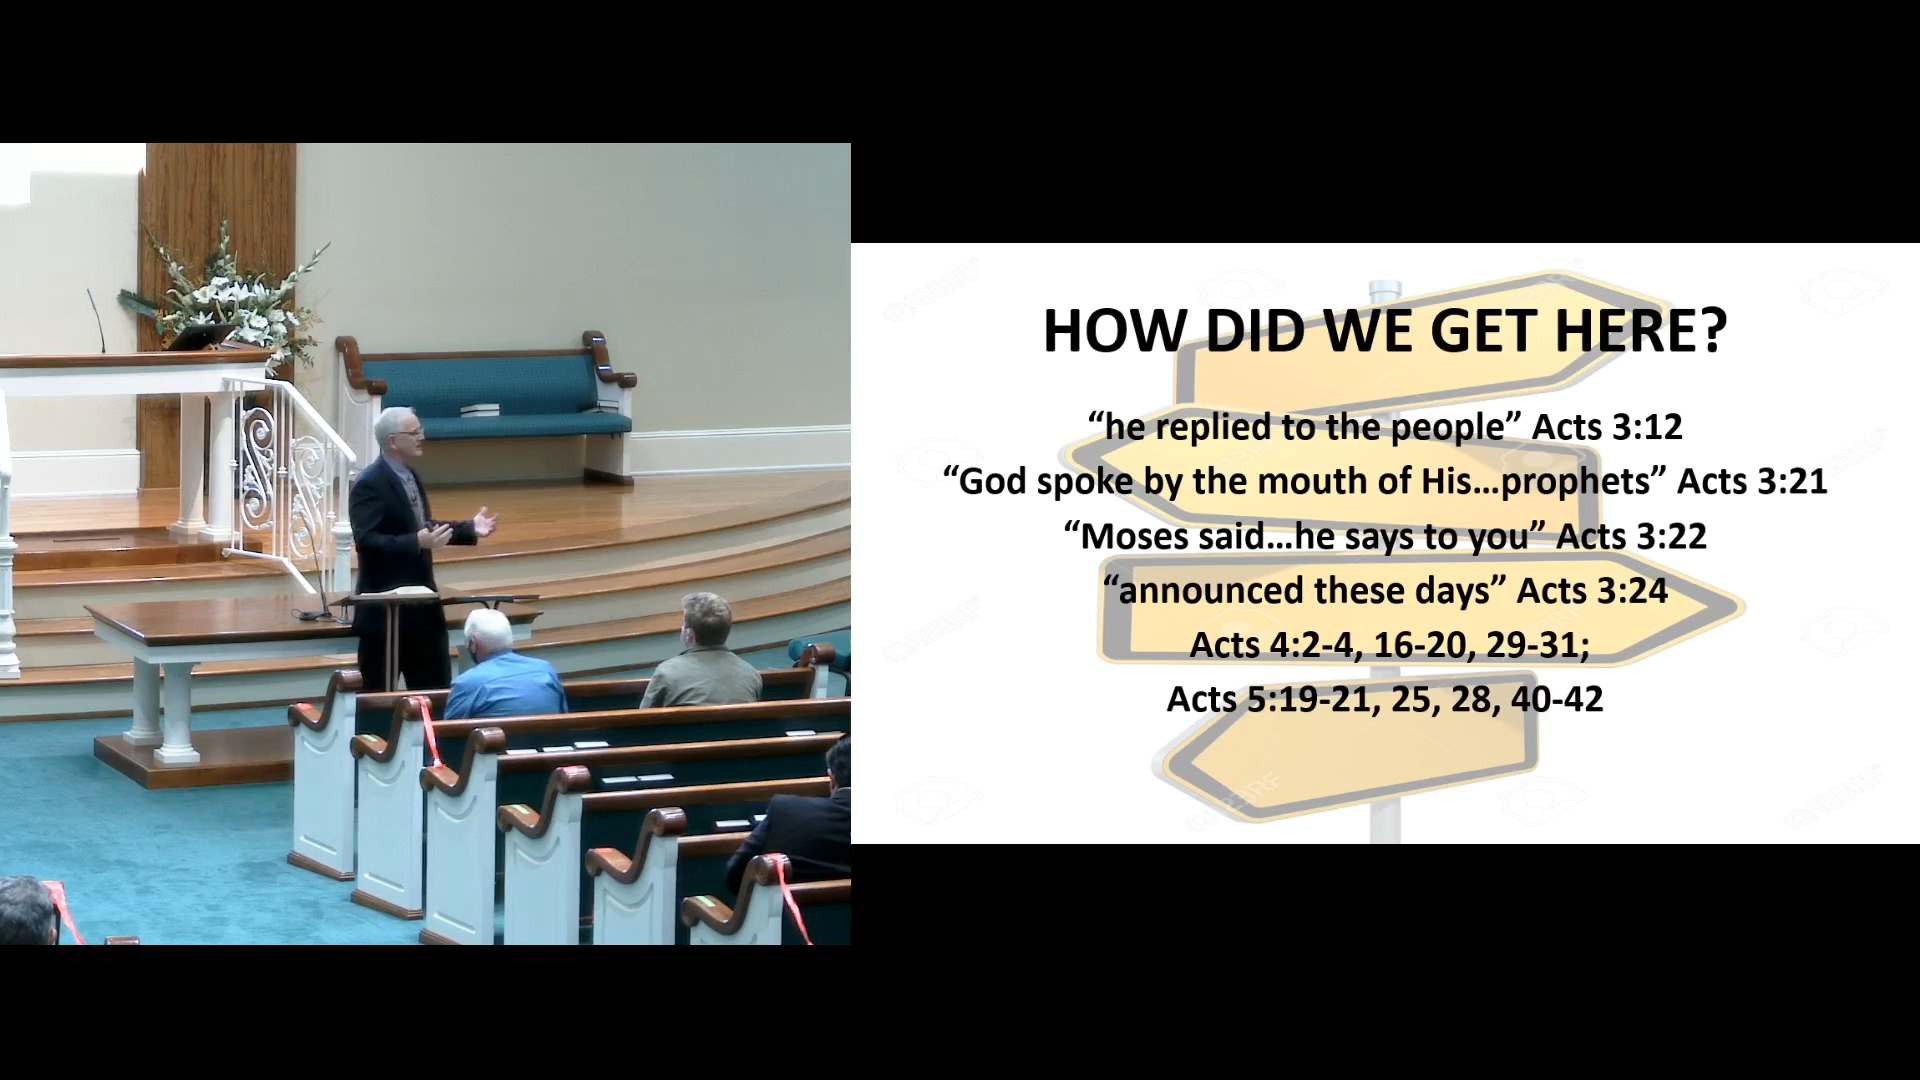 HOW DID WE GET HERE?
“he replied to the people” Acts 3:12
“God spoke by the mouth of His...prophets” Acts 3:21
“Moses said...he says to you” Acts 3:22
“announced these days” Acts 3:24
Acts 4:2-4, 16-20, 29-31;
Acts 5:19-21, 25, 28, 40-42